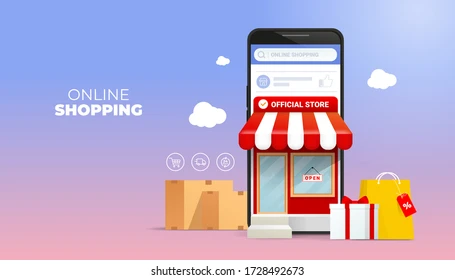 ONLINE
SHOPPING
ONLINE SHOPPING
OFFICIAL STORE
OPEN
%
shutterstock.com · 1728492673